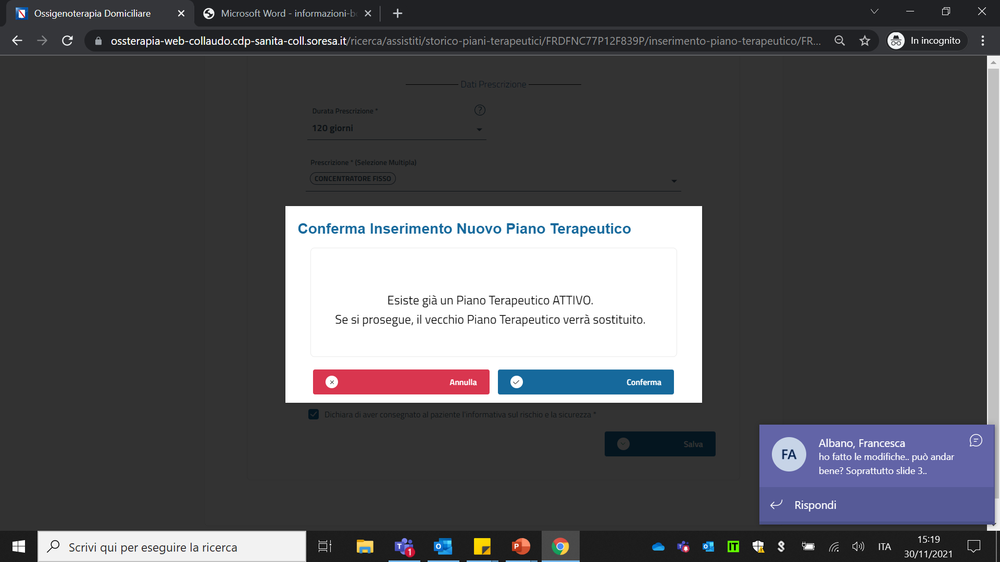 Ossigenoterapia Domiciliare
Microsoft Word - informazioni-bo
ossterapia-web-collaudo.cdp-sanita-coll.soresa.it/ricerca/assistiti/storico-piani-terapeutici/FRDFNC77P12F839P/inserimento-piano-terapeutico/FR...
In incognito
Dati Prescrizione
Durata Prescrizione *
?
120 giorni
Prescrizione * (Selezione Multipla)
CONCENTRATORE FISSO
Conferma Inserimento Nuovo Piano Terapeutico
Esiste già un Piano Terapeutico ATTIVO.
Se si prosegue, il vecchio Piano Terapeutico verrà sostituito.
Annulla
Conferma
Dichiara di aver consegnato al paziente l'informativa sul rischio e la sicurezza *
Salva
FA
Albano, Francesca
ho fatto le modifiche.. può andar
bene? Soprattutto slide 3..
Rispondi
Scrivi qui per eseguire la ricerca
1
IT
ITA
15:19
30/11/2021